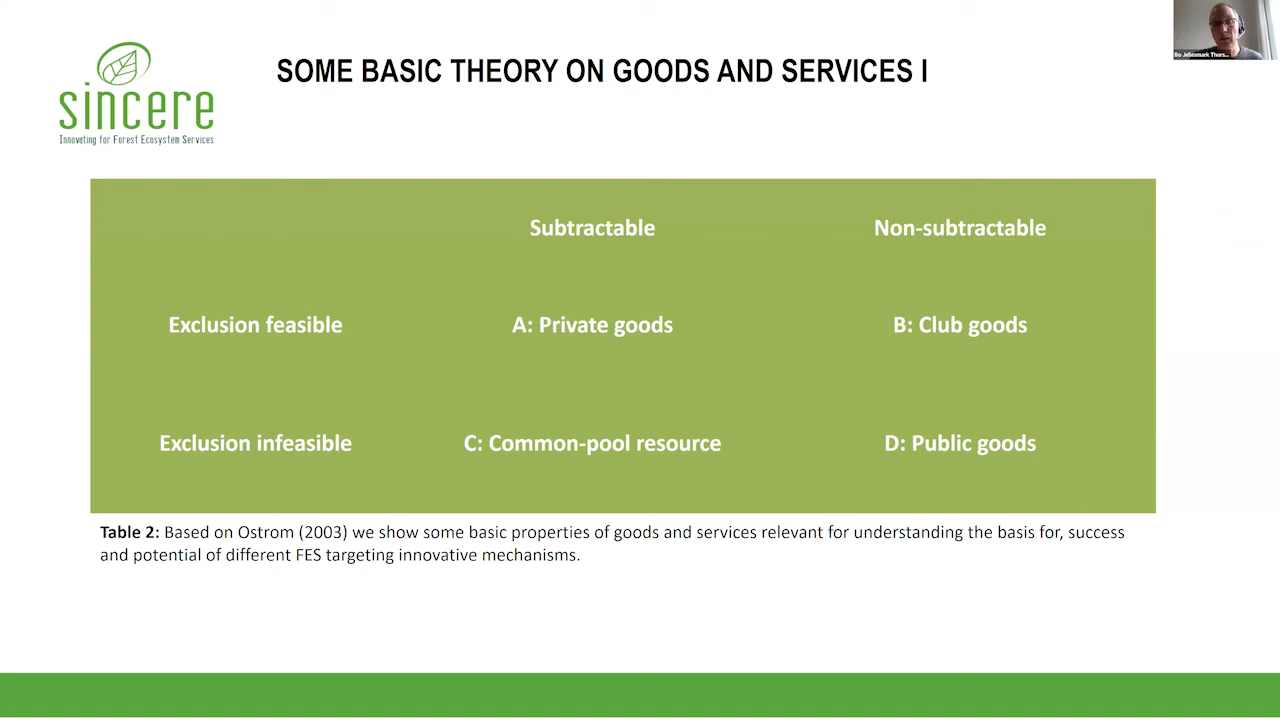 Bo Jellesmark Thors...
SOME BASIC THEORY ON GOODS AND SERVICES I
sincere
Innovating for Forest Ecosystem Services
Subtractable Non-subtractable
Exclusion feasible A: Private goods B: Club goods
Exclusion infeasible C: Common-pool resource D: Public goods
Table 2: Based on Ostrom (2003) we show some basic properties of goods and services relevant for understanding the basis for, success
and potential of different FES targeting innovative mechanisms.